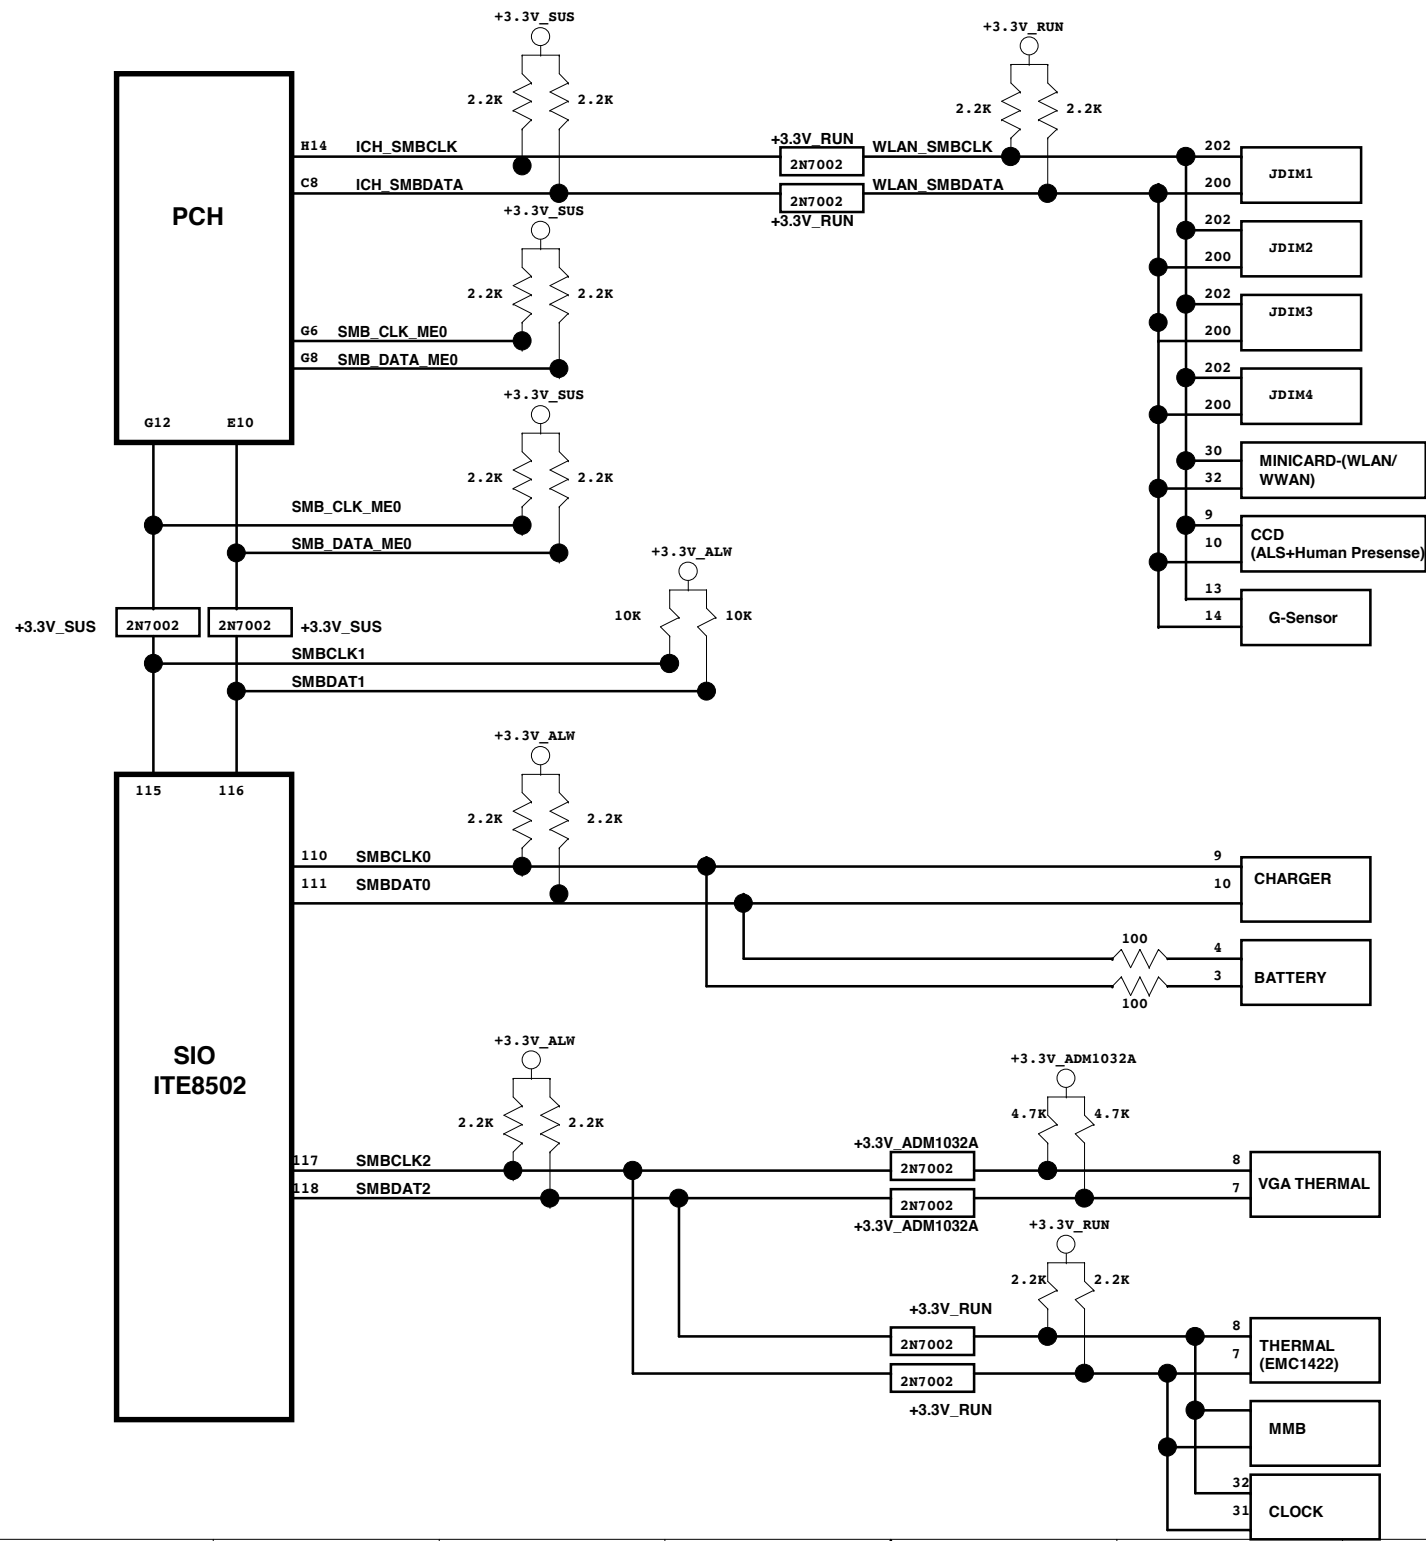 +3.3V_SUS
+3.3V_RUN
2.2K 2.2K
2.2K 2.2K
H14 ICH_SMBCLK
+3.3V_RUN
2N7002
WLAN_SMBCLK
202
JDIM1
C8 ICH_SMBDATA
2N7002
+3.3V_RUN
WLAN_SMBDATA
200
PCH
+3.3V_SUS
202
JDIM2
200
2.2K 2.2K
202
JDIM3
200
G6 SMB_CLK_ME0
G8 SMB_DATA_ME0
202
JDIM4
200
+3.3V_SUS
G12 E10
2.2K 2.2K
30
MINICARD-(WLAN/
WWAN)
32
SMB_CLK_ME0
SMB_DATA_ME0
9
CCD
(ALS+Human Presense)
10
+3.3V_ALW
10K 10K
13
G-Sensor
14
+3.3V_SUS 2N7002 2N7002 +3.3V_SUS
SMBCLK1
SMBDAT1
+3.3V_ALW
115 116
2.2K 2.2K
110 SMBCLK0
9
CHARGER
111 SMBDAT0
10
100
4
BATTERY
3
100
SIO
ITE8502
+3.3V_ALW
+3.3V_ADM1032A
2.2K 2.2K
4.7K 4.7K
117 SMBCLK2
+3.3V_ADM1032A
2N7002
8
VGA THERMAL
118 SMBDAT2
2N7002
+3.3V_ADM1032A
7
+3.3V_RUN
2.2K 2.2K
+3.3V_RUN
2N7002
8
THERMAL
(EMC1422)
7
2N7002
+3.3V_RUN
MMB
32
CLOCK
31